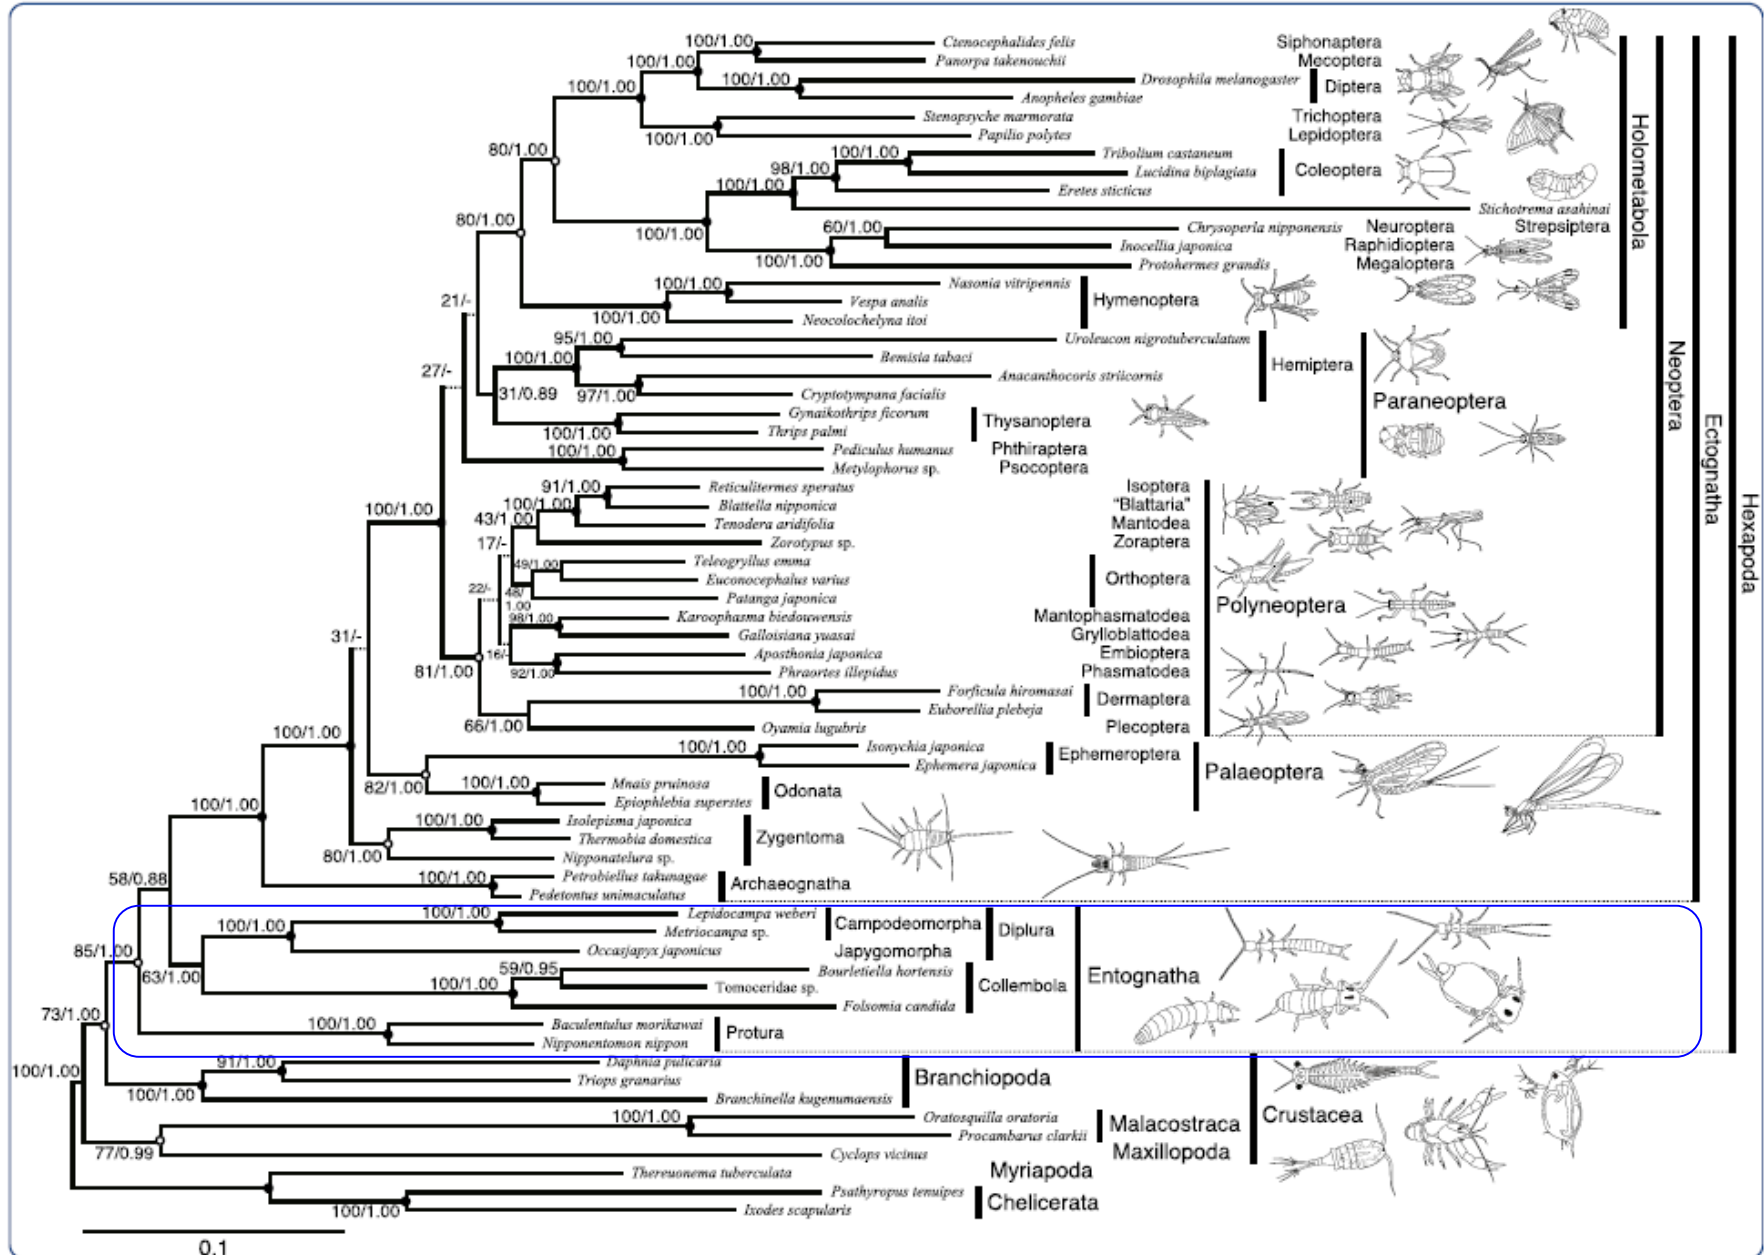 100/1.00 Ctenocephalides felis Siphonaptera
100/1.00 Panorpa takenouchii Mecoptera
100/1.00 100/1.00 Drosophila melanogaster Diptera
Anopheles gambiae
Stenopsyche marmorata Trichoptera
100/1.00 Papilio polytes Lepidoptera
80/1.00 100/1.00 Tribolium castaneum
98/1.00 Lucidina biplagiata Coleoptera
100/1.00 Eretes sticticus
Stichotrema asahinai
80/1.00 60/1.00 Chrysoperla nipponensis Neuroptera Strepsiptera
100/1.00 Inocellia japonica Raphidioptera
100/1.00 Protohermes grandis Megaloptera
Holometabola
100/1.00 Nasonia vitripennis
21/- Vespa analis Hymenoptera
100/1.00 Neocolochelyna itoi
95/1.00 Uroleucon nigrotuberculatum
100/1.00 Bemisia tabaci Hemiptera
27/- Anacanthocoris striicornis
31/0.89 97/1.00 Cryptotympana facialis
Paraneoptera
Gynaikothrips ficorum Thysanoptera
100/1.00 Thrips palmi
100/1.00 Pediculus humanus Phthiraptera
Metylophorus sp. Psocoptera
Neoptera
Ectognatha
Hexapoda
91/1.00 Reticulitermes speratus Isoptera
100/1.00 Blattella nipponica "Blattaria"
100/1.00 43/1.00 Tenodera aridifolia Mantodea
17/- Zorotypus sp. Zoraptera
49/1.00 Teleogryllus emma
22/- Euconocephalus varius Orthoptera
48/
1.00 Patanga japonica
Polyneoptera
98/1.00 Karoophasma biedouwensis Mantophasmatodea
31/- Galloisiana yuasai Grylloblattodea
16/- Aposthonia japonica Embioptera
81/1.00 92/1.00 Phraortes illepidus Phasmatodea
100/1.00 Forficula hiromasai Dermaptera
Euborellia plebeja
66/1.00 Oyamia lugubris Plecoptera
100/1.00 100/1.00 Isonychia japonica Ephemeroptera
Ephemera japonica Palaeoptera
82/1.00 100/1.00 Mnais pruinosa Odonata
100/1.00 Epiophlebia superstes
100/1.00 Isolepisma japonica
Thermobia domestica Zygentoma
80/1.00 Nipponatelura sp.
58/0.88 100/1.00 Petrobiellus takunagae Archaeognatha
Pedetontus unimaculatus
100/1.00 Lepidocampa weberi Campodeomorpha
100/1.00 Metriocampa sp. Diplura
85/1.00 Occasjapyx japonicus Japygomorpha
63/1.00 59/0.95 Bourletiella hortensis Entognatha
100/1.00 Tomoceridae sp. Collembola
Folsomia candida
73/1.00 100/1.00 Baculentulus morikawai Protura
Nipponentomon nippon
100/1.00 91/1.00 Daphnia pulicaria
Triops granarius Branchiopoda
100/1.00 Branchinella kugenumaensis
100/1.00 Oratosquilla oratoria Malacostraca Crustacea
Procambarus clarkii
77/0.99 Cyclops vicinus Maxillopoda
Thereuonema tuberculata Myriapoda
Psathyropus tenuipes Chelicerata
100/1.00 Ixodes scapularis
0.1